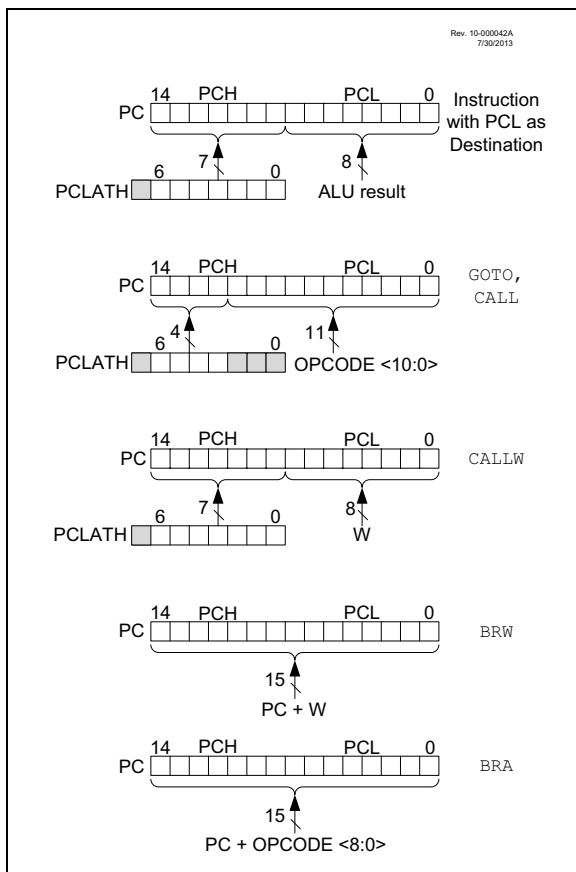 Rev. 10-000042A
7/30/2013
14 PCH PCL 0
PC
Instruction
with PCL as
Destination
7
8
6 0
PCLATH
ALU result
14 PCH PCL 0
PC
GOTO,
CALL
4
11
6 0
PCLATH
OPCODE <10:0>
14 PCH PCL 0
PC
CALLW
7
8
6 0
PCLATH
W
14 PCH PCL 0
PC
BRW
15
PC + W
14 PCH PCL 0
PC
BRA
15
PC + OPCODE <8:0>